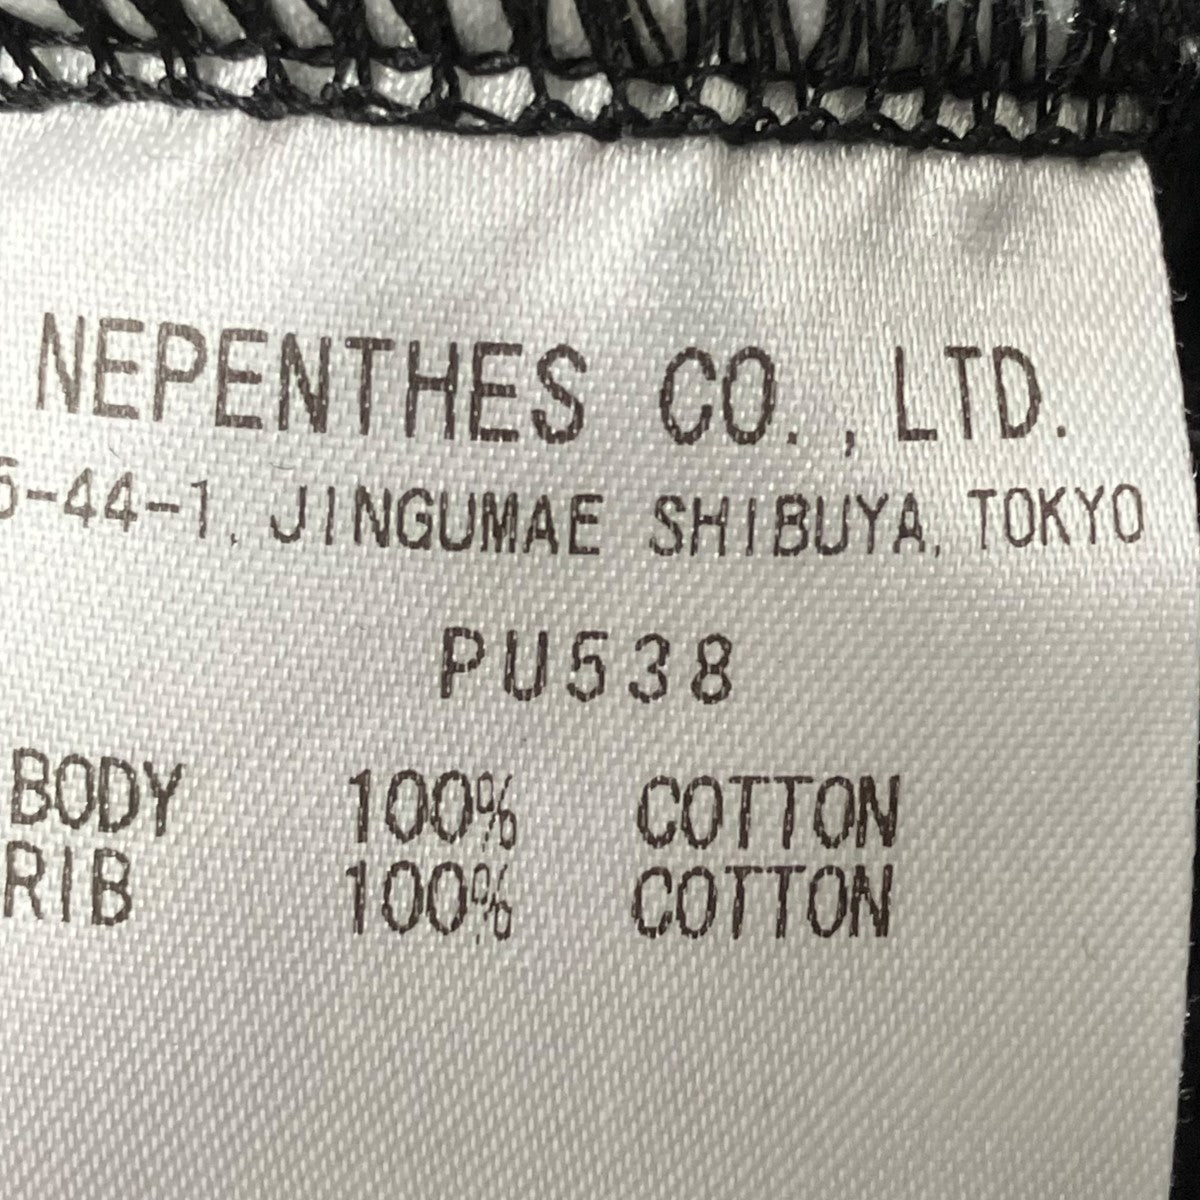 NEPENTHES CO., LTD.
5-44-1, JINGUMAE SHIBUYA, TOKYO
PU538
BODY 100% COTTON
RIB 100% COTTON